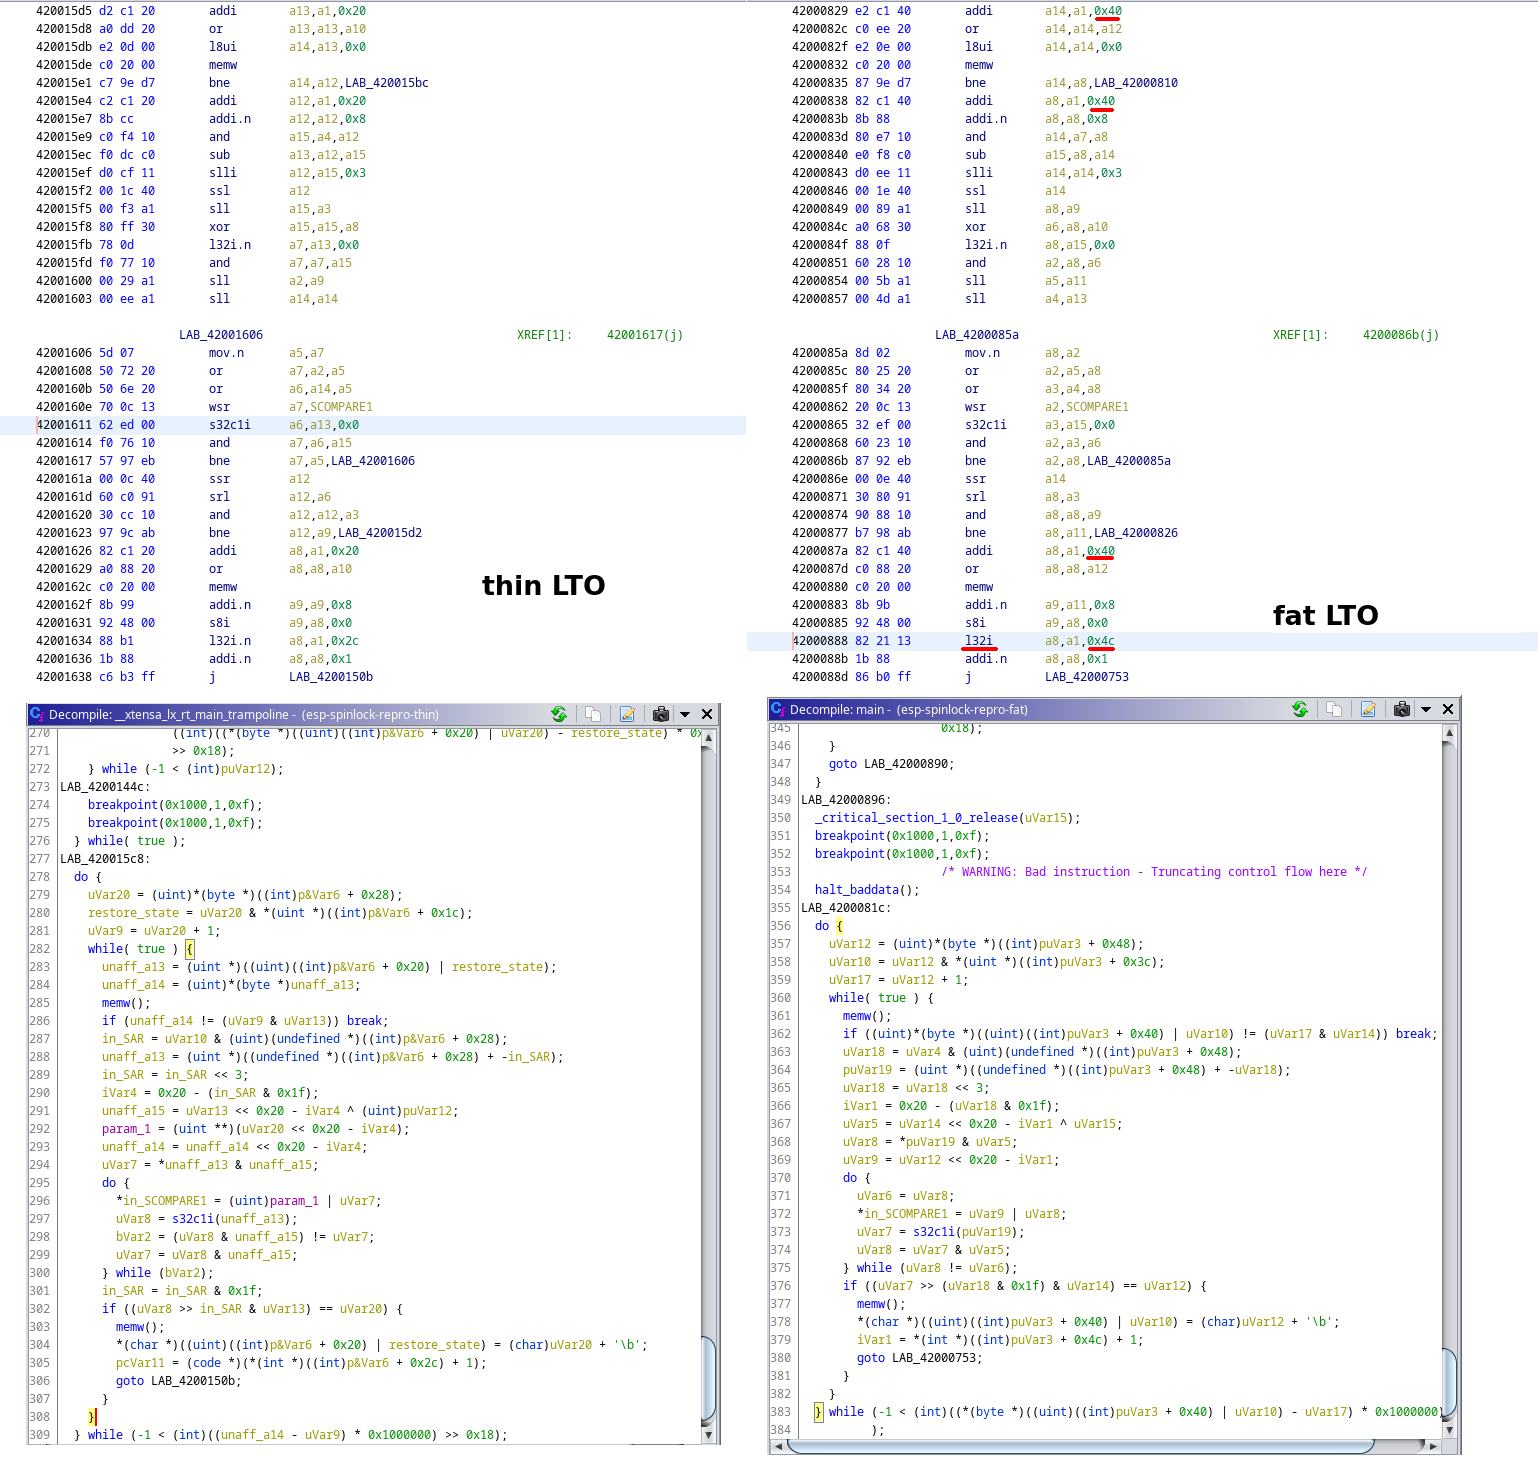 420015d5 d2 c1 20 addi a13,a1,0x20
420015d8 a0 dd 20 or a13,a13,a10
420015db e2 0d 00 l8ui a14,a13,0x0
420015de c0 20 00 memw
420015e1 c7 9e d7 bne a14,a12,LAB_420015bc
420015e4 c2 c1 20 addi a12,a1,0x20
420015e7 8b cc addi.n a12,a12,0x8
420015e9 c0 f4 10 and a15,a4,a12
420015ec f0 dc c0 sub a13,a12,a15
420015ef d0 cf 11 slli a12,a15,0x3
420015f2 00 1c 40 ssl a12
420015f5 00 f3 a1 sll a15,a3
420015f8 80 ff 30 xor a15,a15,a8
420015fb 78 0d l32i.n a7,a13,0x0
420015fd f0 77 10 and a7,a7,a15
42001600 00 29 a1 sll a2,a9
42001603 00 ee a1 sll a14,a14
LAB_42001606 XREF[1]: 42001617(j)
42001606 5d 07 mov.n a5,a7
42001608 50 72 20 or a7,a2,a5
4200160b 50 6e 20 or a6,a14,a5
4200160e 70 0c 13 wsr a7,SCOMPARE1
42001611 62 ed 00 s32c1i a6,a13,0x0
42001614 f0 76 10 and a7,a6,a15
42001617 57 97 eb bne a7,a5,LAB_42001606
4200161a 00 0c 40 ssr a12
4200161d 60 c0 91 srl a12,a6
42001620 30 cc 10 and a12,a12,a3
42001623 97 9c ab bne a12,a9,LAB_420015d2
42001626 82 c1 20 addi a8,a1,0x20
42001629 a0 88 20 or a8,a8,a10
4200162c c0 20 00 memw
4200162f 8b 99 addi.n a9,a9,0x8
42001631 92 48 00 s8i a9,a8,0x0
42001634 88 b1 l32i.n a8,a1,0x2c
42001636 1b 88 addi.n a8,a8,0x1
42001638 c6 b3 ff j LAB_4200150b
thin LTO
42000829 e2 c1 40 addi a14,a1,0x40
4200082c c0 ee 20 or a14,a14,a12
4200082f e2 0e 00 l8ui a14,a14,0x0
42000832 c0 20 00 memw
42000835 87 9e d7 bne a14,a8,LAB_42000810
42000838 82 c1 40 addi a8,a1,0x40
4200083b 8b 88 addi.n a8,a8,0x8
4200083d 80 e7 10 and a14,a7,a8
42000840 e0 f8 c0 sub a15,a8,a14
42000843 d0 ee 11 slli a14,a14,0x3
42000846 00 1e 40 ssl a14
42000849 00 89 a1 sll a8,a9
4200084c a0 68 30 xor a6,a8,a10
4200084f 88 0f l32i.n a8,a15,0x0
42000851 60 28 10 and a2,a8,a6
42000854 00 5b a1 sll a5,a11
42000857 00 4d a1 sll a4,a13
LAB_4200085a XREF[1]: 4200086b(j)
4200085a 8d 02 mov.n a8,a2
4200085c 80 25 20 or a2,a5,a8
4200085f 80 34 20 or a3,a4,a8
42000862 20 0c 13 wsr a2,SCOMPARE1
42000865 32 ef 00 s32c1i a3,a15,0x0
42000868 60 23 10 and a2,a3,a6
4200086b 87 92 eb bne a2,a8,LAB_4200085a
4200086e 00 0e 40 ssr a14
42000871 30 80 91 srl a8,a3
42000874 90 88 10 and a8,a8,a9
42000877 b7 98 ab bne a8,a11,LAB_42000826
4200087a 82 c1 40 addi a8,a1,0x40
4200087d c0 88 20 or a8,a8,a12
42000880 c0 20 00 memw
42000883 8b 9b addi.n a9,a11,0x8
42000885 92 48 00 s8i a9,a8,0x0
42000888 82 21 13 l32i a8,a1,0x4c
4200088b 1b 88 addi.n a8,a8,0x1
4200088d 86 b0 ff j LAB_42000753
fat LTO
Decompile: __xtensa_lx_rt_main_trampoline - (esp-spinlock-repro-thin)
270 ((int)((*(byte *)((uint)((int)p&Var6 + 0x20) | uVar20) - restore_state) * 0x
271 >> 0x18);
272 } while (-1 < (int)puVar12);
273 LAB_4200144c:
274 breakpoint(0x1000,1,0xf);
275 breakpoint(0x1000,1,0xf);
276 } while( true );
277 LAB_420015c8:
278 do {
279 uVar20 = (uint)*(byte *)((int)p&Var6 + 0x28);
280 restore_state = uVar20 & *(uint *)((int)p&Var6 + 0x1c);
281 uVar9 = uVar20 + 1;
282 while( true ) {
283 unaff_a13 = (uint *)((uint)((int)p&Var6 + 0x20) | restore_state);
284 unaff_a14 = (uint)*(byte *)unaff_a13;
285 memw();
286 if (unaff_a14 != (uVar9 & uVar13)) break;
287 in_SAR = uVar10 & (uint)(undefined *)((int)p&Var6 + 0x28);
288 unaff_a13 = (uint *)((undefined *)((int)p&Var6 + 0x28) + -in_SAR);
289 in_SAR = in_SAR << 3;
290 iVar4 = 0x20 - (in_SAR & 0x1f);
291 unaff_a15 = uVar13 << 0x20 - iVar4 ^ (uint)puVar12;
292 param_1 = (uint **)(uVar20 << 0x20 - iVar4);
293 unaff_a14 = unaff_a14 << 0x20 - iVar4;
294 uVar7 = *unaff_a13 & unaff_a15;
295 do {
296 *in_SCOMPARE1 = (uint)param_1 | uVar7;
297 uVar8 = s32c1i(unaff_a13);
298 bVar2 = (uVar8 & unaff_a15) != uVar7;
299 uVar7 = uVar8 & unaff_a15;
300 } while (bVar2);
301 in_SAR = in_SAR & 0x1f;
302 if ((uVar8 >> in_SAR & uVar13) == uVar20) {
303 memw();
304 *(char *)((uint)((int)p&Var6 + 0x20) | restore_state) = (char)uVar20 + '\b';
305 pcVar11 = (code *)(*(int *)((int)p&Var6 + 0x2c) + 1);
306 goto LAB_4200150b;
307 }
308 }
309 } while (-1 < (int)((unaff_a14 - uVar9) * 0x1000000) >> 0x18);
Decompile: main - (esp-spinlock-repro-fat)
345 0x18);
346 }
347 goto LAB_42000890;
348 }
349 LAB_42000896:
350 _critical_section_1_0_release(uVar15);
351 breakpoint(0x1000,1,0xf);
352 breakpoint(0x1000,1,0xf);
353 /* WARNING: Bad instruction - Truncating control flow here */
354 halt_baddata();
355 LAB_4200081c:
356 do {
357 uVar12 = (uint)*(byte *)((int)puVar3 + 0x48);
358 uVar10 = uVar12 & *(uint *)((int)puVar3 + 0x3c);
359 uVar17 = uVar12 + 1;
360 while( true ) {
361 memw();
362 if ((uint)*(byte *)((uint)((int)puVar3 + 0x40) | uVar10) != (uVar17 & uVar14)) break;
363 uVar18 = uVar4 & (uint)(undefined *)((int)puVar3 + 0x48);
364 puVar19 = (uint *)((undefined *)((int)puVar3 + 0x48) + -uVar18);
365 uVar18 = uVar18 << 3;
366 iVar1 = 0x20 - (uVar18 & 0x1f);
367 uVar5 = uVar14 << 0x20 - iVar1 ^ uVar15;
368 uVar8 = *puVar19 & uVar5;
369 uVar9 = uVar12 << 0x20 - iVar1;
370 do {
371 uVar6 = uVar8;
372 *in_SCOMPARE1 = uVar9 | uVar8;
373 uVar7 = s32c1i(puVar19);
374 uVar8 = uVar7 & uVar5;
375 } while (uVar8 != uVar6);
376 if ((uVar7 >> (uVar18 & 0x1f) & uVar14) == uVar12) {
377 memw();
378 *(char *)((uint)((int)puVar3 + 0x40) | uVar10) = (char)uVar12 + '\b';
379 iVar1 = *(int *)((int)puVar3 + 0x4c) + 1;
380 goto LAB_42000753;
381 }
382 }
383 } while (-1 < (int)((*(byte *)((uint)((int)puVar3 + 0x40) | uVar10) - uVar17) * 0x1000000)
384 );